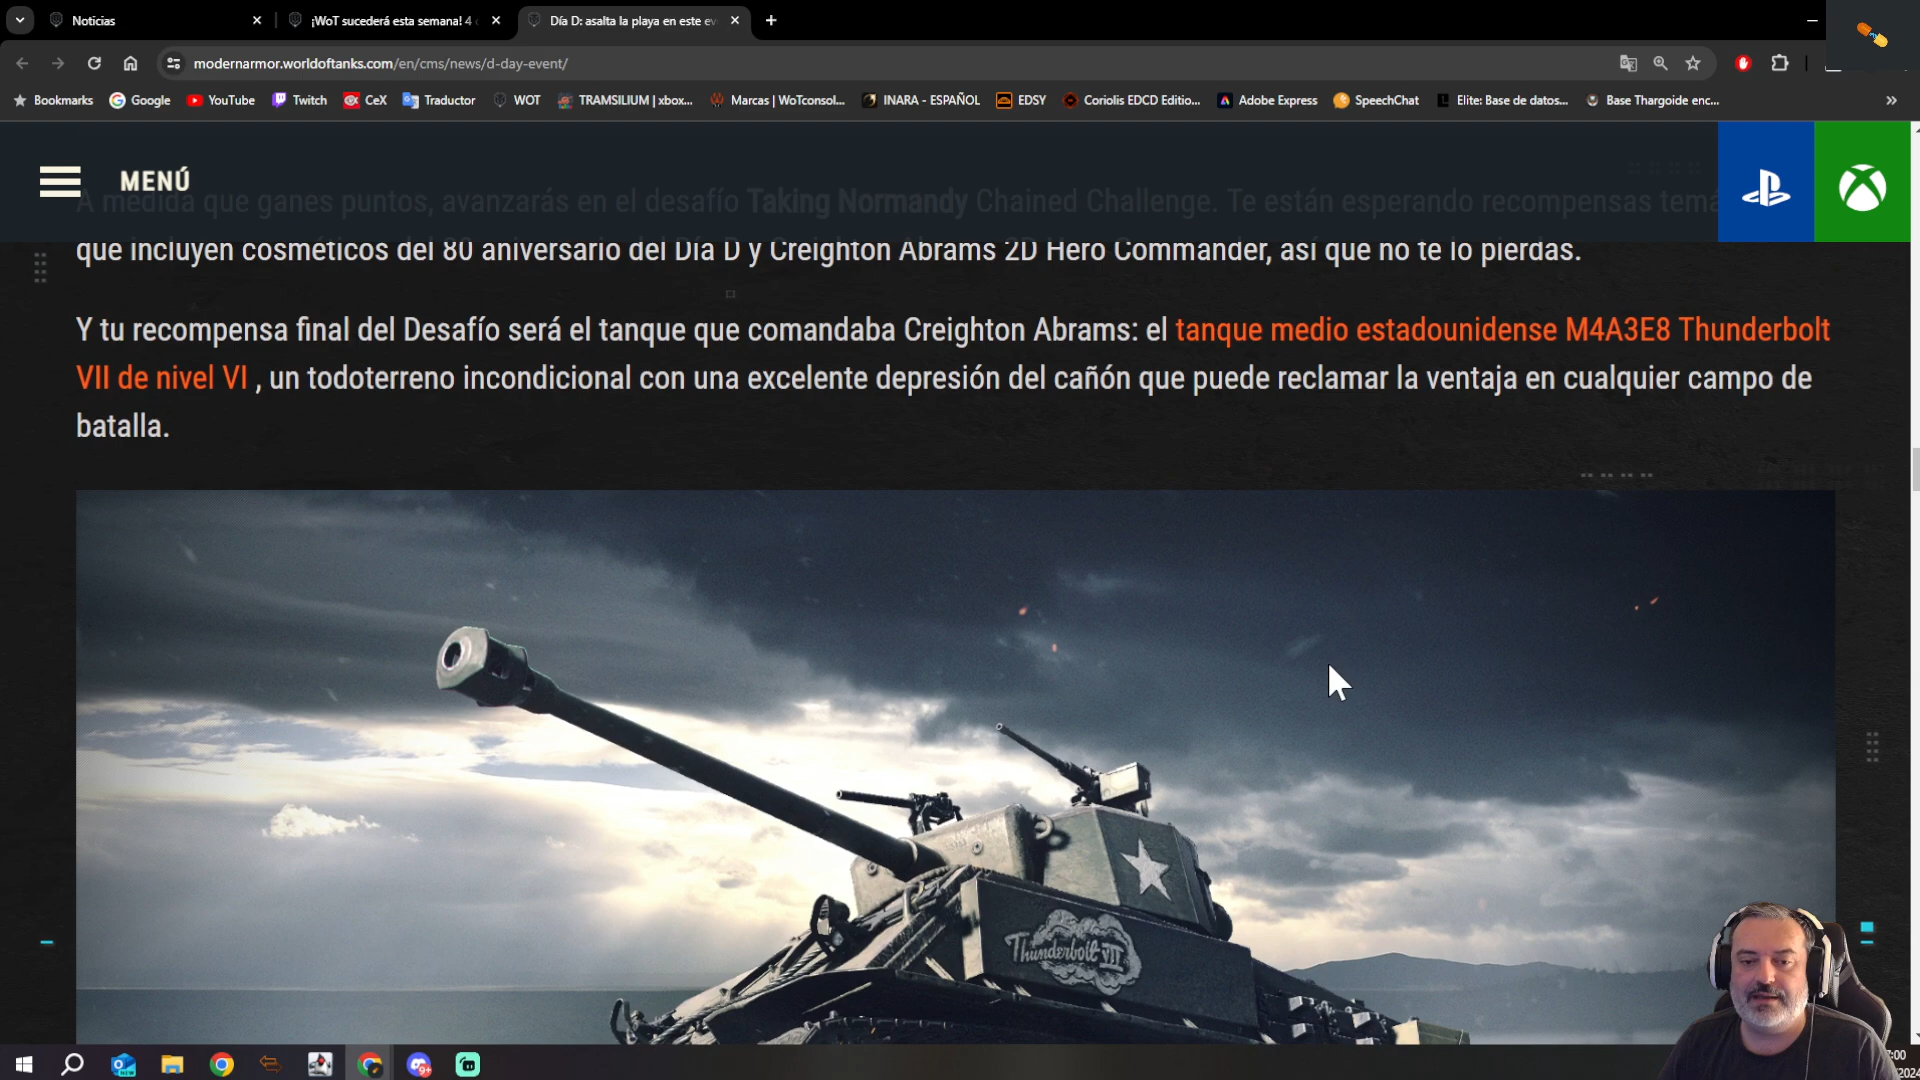 Noticias
¡WoT sucederá esta semana! 4
Día D: asalta la playa en este ev
modernarmor.worldoftanks.com/en/cms/news/d-day-event/
Bookmarks Google YouTube Twitch CeX Traductor WOT TRAMSILIUM | xbox... Marcas | WoTconsol... INARA - ESPAÑOL EDSY Coriolis EDCD Editio... Adobe Express SpeechChat Elite: Base de datos... Base Thargoide enc...
MENÚ
A medida que ganes puntos, avanzarás en el desafío Taking Normandy Chained Challenge. Te están esperando recompensas temá
que incluyen cosméticos del 80 aniversario del Día D y Creighton Abrams 2D Hero Commander, así que no te lo pierdas.
Y tu recompensa final del Desafío será el tanque que comandaba Creighton Abrams: el tanque medio estadounidense M4A3E8 Thunderbolt
VII de nivel VI , un todoterreno incondicional con una excelente depresión del cañón que puede reclamar la ventaja en cualquier campo de
batalla.
Thunderbolt VII
9+